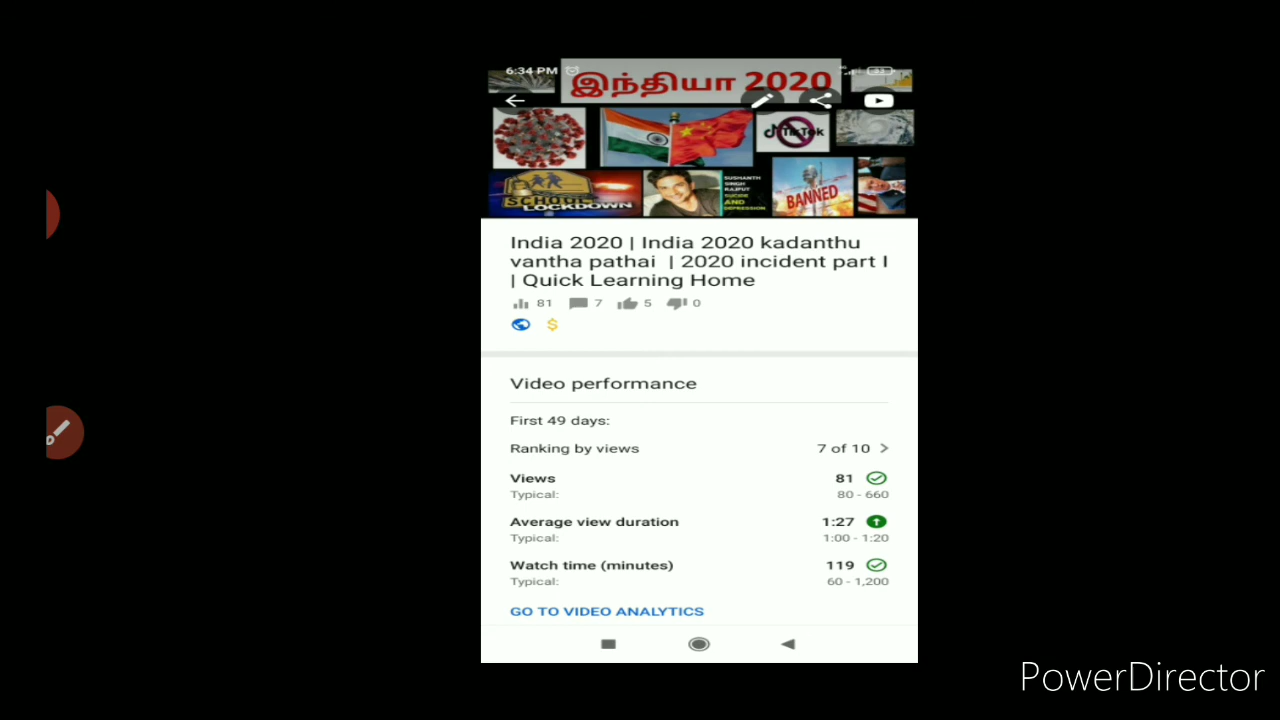 6:34 PM
இந்தியா 2020
TikTok
SCHOOL
LOCKDOWN
SUSHANTH
SINGH
RAJPUT
SUICIDE
AND
DEPRESSION
BANNED
India 2020 | India 2020 kadanthu
vantha pathai | 2020 incident part I
| Quick Learning Home
81 7 5 0
$
Video performance
First 49 days:
Ranking by views 7 of 10 >
Views 81
Typical: 80 - 660
Average view duration 1:27
Typical: 1:00 - 1:20
Watch time (minutes) 119
Typical: 60 - 1,200
GO TO VIDEO ANALYTICS
PowerDirector